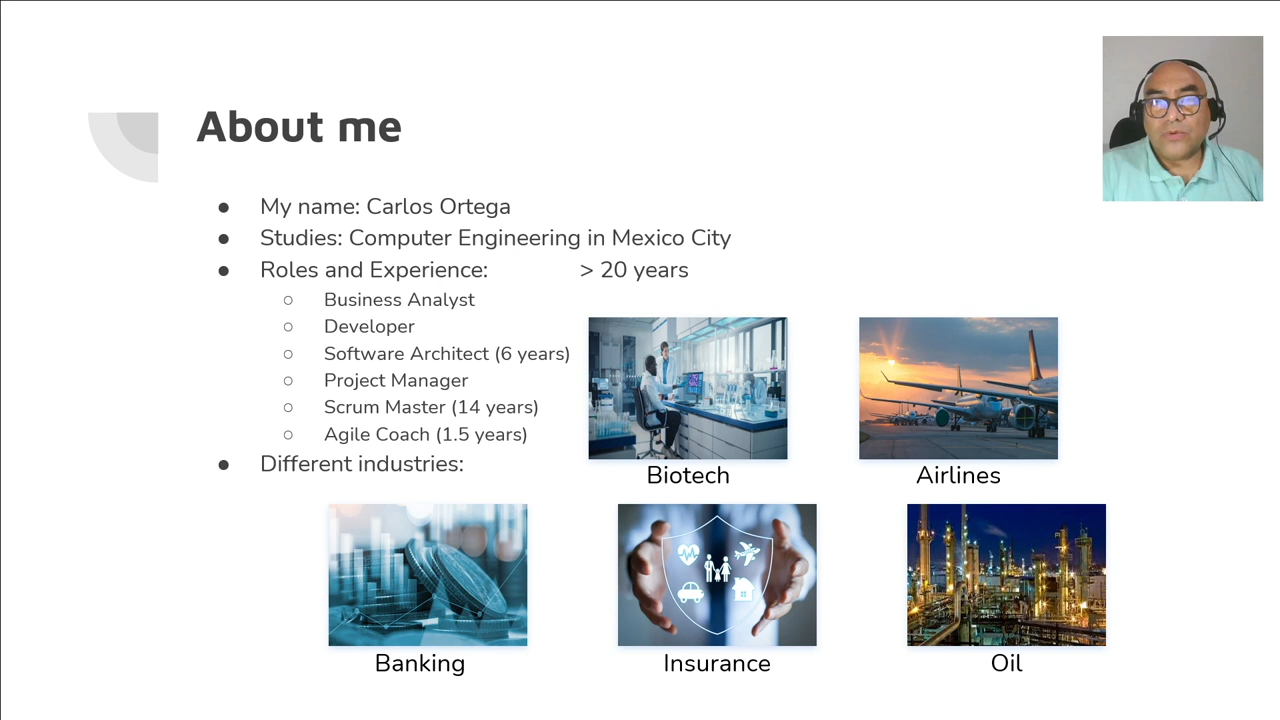 About me
My name: Carlos Ortega
Studies: Computer Engineering in Mexico City
Roles and Experience: > 20 years
Business Analyst
Developer
Software Architect (6 years)
Project Manager
Scrum Master (14 years)
Agile Coach (1.5 years)
Different industries:
Biotech
Airlines
Banking
Insurance
Oil